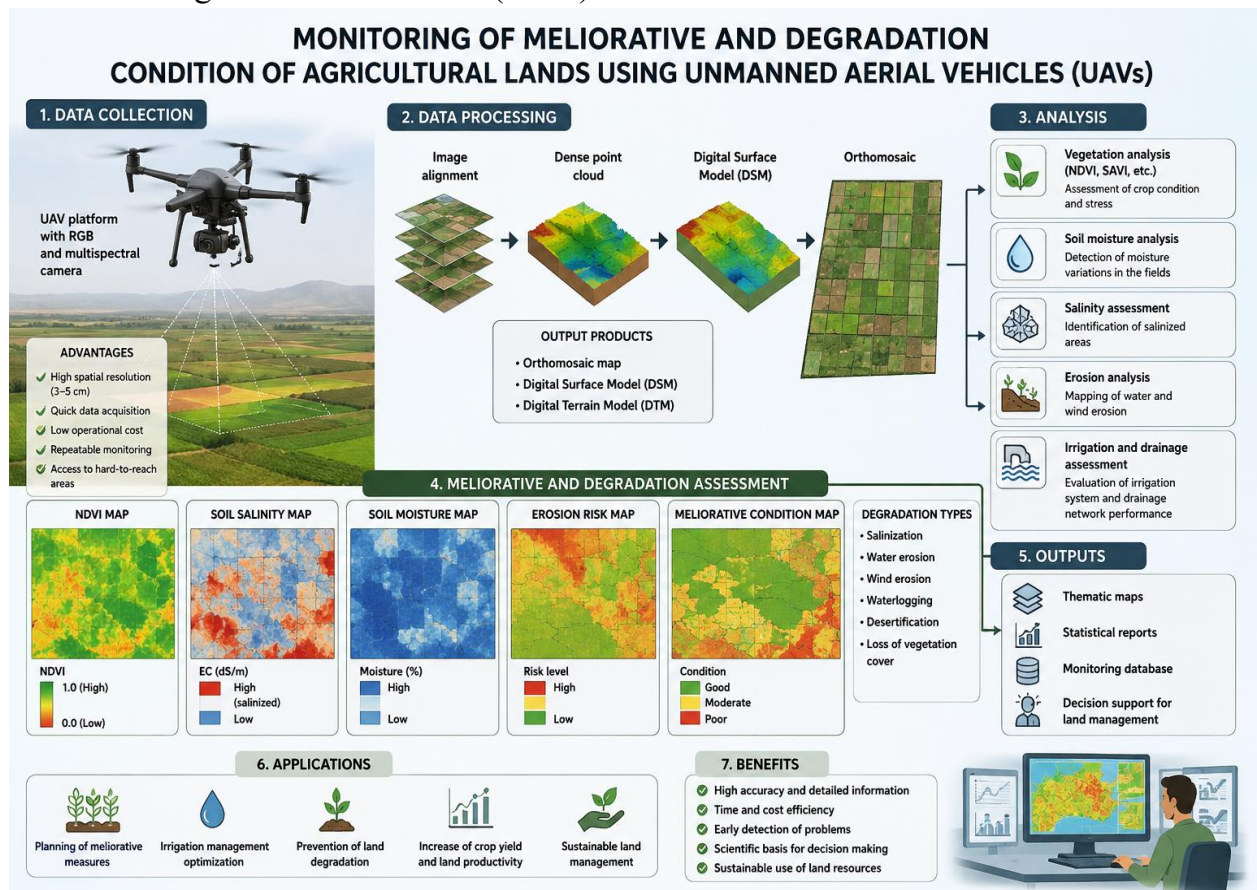 MONITORING OF MELIORATIVE AND DEGRADATION
CONDITION OF AGRICULTURAL LANDS USING UNMANNED AERIAL VEHICLES (UAVs)
1. DATA COLLECTION
UAV platform
with RGB
and multispectral
camera
ADVANTAGES
High spatial resolution
(3–5 cm)
Quick data acquisition
Low operational cost
Repeatable monitoring
Access to hard-to-reach
areas
2. DATA PROCESSING
Image
alignment
Dense point
cloud
Digital Surface
Model (DSM)
Orthomosaic
OUTPUT PRODUCTS
• Orthomosaic map
• Digital Surface Model (DSM)
• Digital Terrain Model (DTM)
3. ANALYSIS
Vegetation analysis
(NDVI, SAVI, etc.)
Assessment of crop condition
and stress
Soil moisture analysis
Detection of moisture
variations in the fields
Salinity assessment
Identification of salinized
areas
Erosion analysis
Mapping of water and
wind erosion
Irrigation and drainage
assessment
Evaluation of irrigation
system and drainage
network performance
4. MELIORATIVE AND DEGRADATION ASSESSMENT
NDVI MAP
NDVI
1.0 (High)
0.0 (Low)
SOIL SALINITY MAP
EC (dS/m)
High
(salinized)
Low
SOIL MOISTURE MAP
Moisture (%)
High
Low
EROSION RISK MAP
Risk level
High
Low
MELIORATIVE CONDITION MAP
Condition
Good
Moderate
Poor
DEGRADATION TYPES
• Salinization
• Water erosion
• Wind erosion
• Waterlogging
• Desertification
• Loss of vegetation
cover
5. OUTPUTS
Thematic maps
Statistical reports
Monitoring database
Decision support for
land management
6. APPLICATIONS
Planning of meliorative
measures
Irrigation management
optimization
Prevention of land
degradation
Increase of crop yield
and land productivity
Sustainable land
management
7. BENEFITS
High accuracy and detailed information
Time and cost efficiency
Early detection of problems
Scientific basis for decision making
Sustainable use of land resources